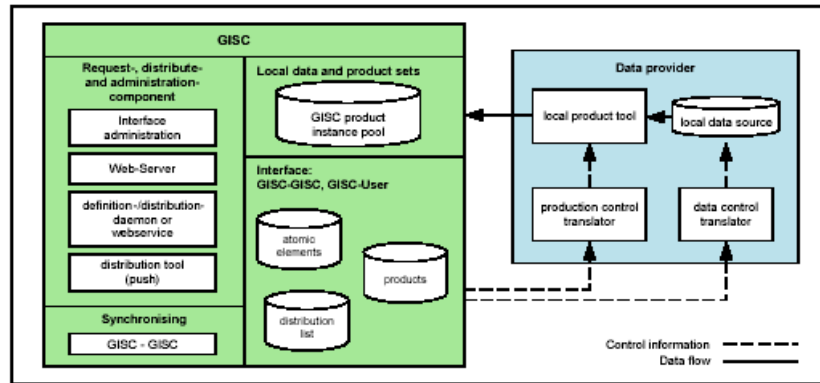 GISC
Request-, distribute-
and administration-
component
Interface
administration
Web-Server
definition-/distribution-
daemon or
webservice
distribution tool
(push)
Synchronising
GISC - GISC
Local data and product sets
GISC product
instance pool
Interface:
GISC-GISC, GISC-User
atomic
elements
products
distribution
list
Data provider
local product tool
local data source
production control
translator
data control
translator
Control information
Data flow